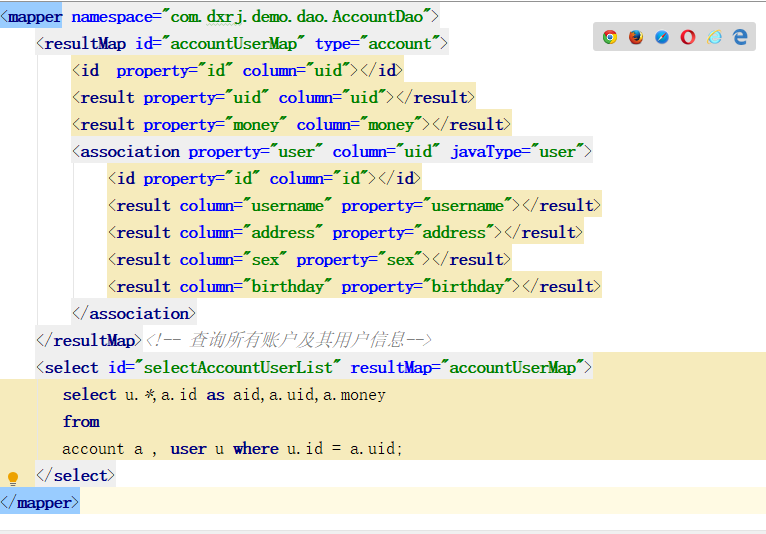 <mapper namespace="com.dxrj.demo.dao.AccountDao">
<resultMap id="accountUserMap" type="account">
<id  property="id" column="uid"></id>
<result property="uid" column="uid"></result>
<result property="money" column="money"></result>
<association property="user" column="uid" javaType="user">
<id property="id" column="id"></id>
<result column="username" property="username"></result>
<result column="address" property="address"></result>
<result column="sex" property="sex"></result>
<result column="birthday" property="birthday"></result>
</association>
</resultMap><!-- 查询所有账户及其用户信息-->
<select id="selectAccountUserList" resultMap="accountUserMap">
select u.*,a.id as aid,a.uid,a.money
from
account a , user u where u.id = a.uid;
</select>
</mapper>